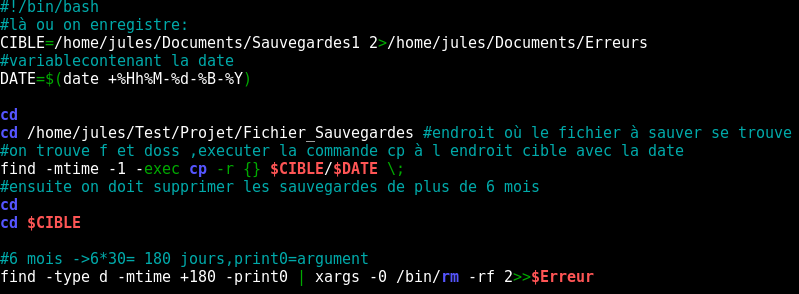 #!/bin/bash
#là ou on enregistre:
CIBLE=/home/jules/Documents/Sauvegardes1 2>/home/jules/Documents/Erreurs
#variablecontenant la date
DATE=$(date +%Hh%M-%d-%B-%Y)
cd
cd /home/jules/Test/Projet/Fichier_Sauvegardes #endroit où le fichier à sauver se trouve
#on trouve f et doss ,executer la commande cp à l endroit cible avec la date
find -mtime -1 -exec cp -r {} $CIBLE/$DATE \;
#ensuite on doit supprimer les sauvegardes de plus de 6 mois
cd
cd $CIBLE
#6 mois ->6*30= 180 jours,print0=argument
find -type d -mtime +180 -print0 | xargs -0 /bin/rm -rf 2>>$Erreur